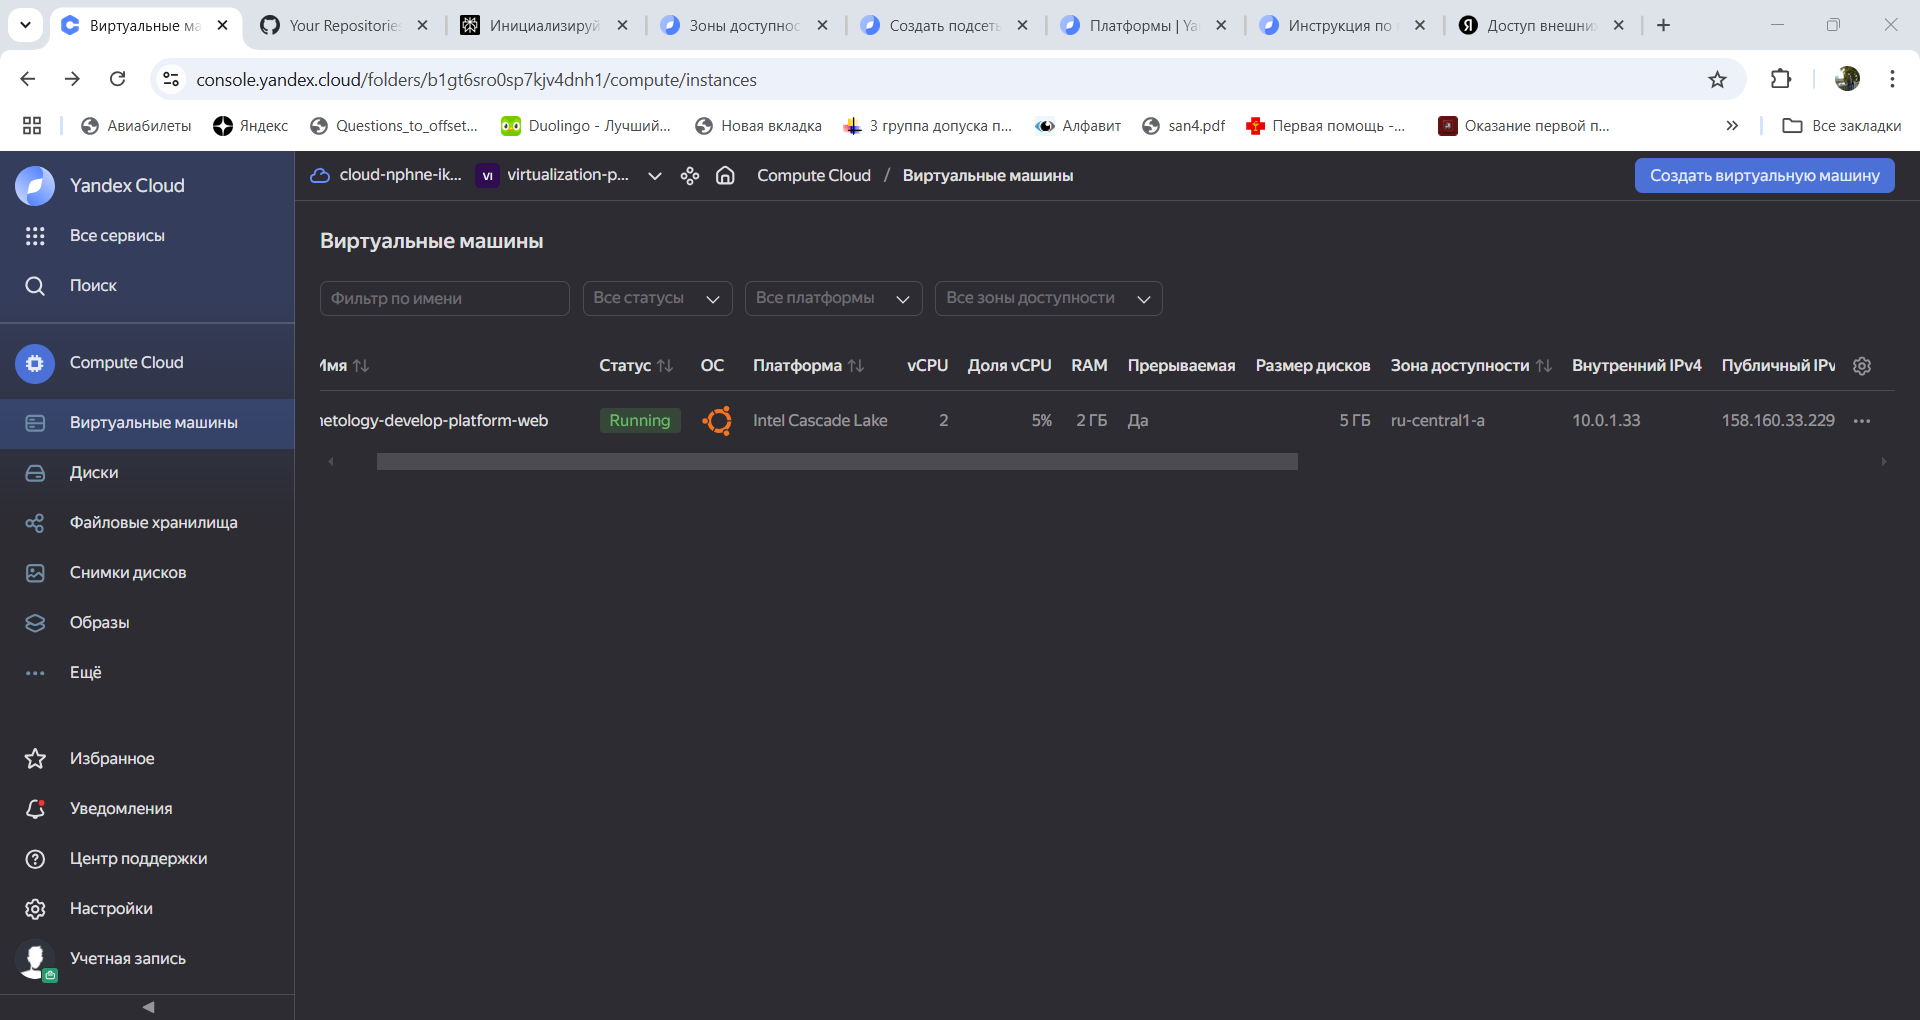 Виртуальные ма
Your Repositories
Инициализируй
Зоны доступнос
Создать подсеть
Платформы | Ya
Инструкция по
Доступ внешни
console.yandex.cloud/folders/b1gt6sro0sp7kjv4dnh1/compute/instances
Авиабилеты
Яндекс
Questions_to_offset...
Duolingo - Лучший...
Новая вкладка
3 группа допуска п...
Алфавит
san4.pdf
Первая помощь -...
Оказание первой п...
Все закладки
Yandex Cloud
Все сервисы
Поиск
Compute Cloud
Виртуальные машины
Диски
Файловые хранилища
Снимки дисков
Образы
Ещё
Избранное
Уведомления
Центр поддержки
Настройки
Учетная запись
cloud-nphne-ik... VI virtualization-p... Compute Cloud / Виртуальные машины
Создать виртуальную машину
Виртуальные машины
Фильтр по имени Все статусы Все платформы Все зоны доступности
Имя Статус ОС Платформа vCPU Доля vCPU RAM Прерываемая Размер дисков Зона доступности Внутренний IPv4 Публичный IPv
netology-develop-platform-web Running Intel Cascade Lake 2 5% 2 ГБ Да 5 ГБ ru-central1-a 10.0.1.33 158.160.33.229